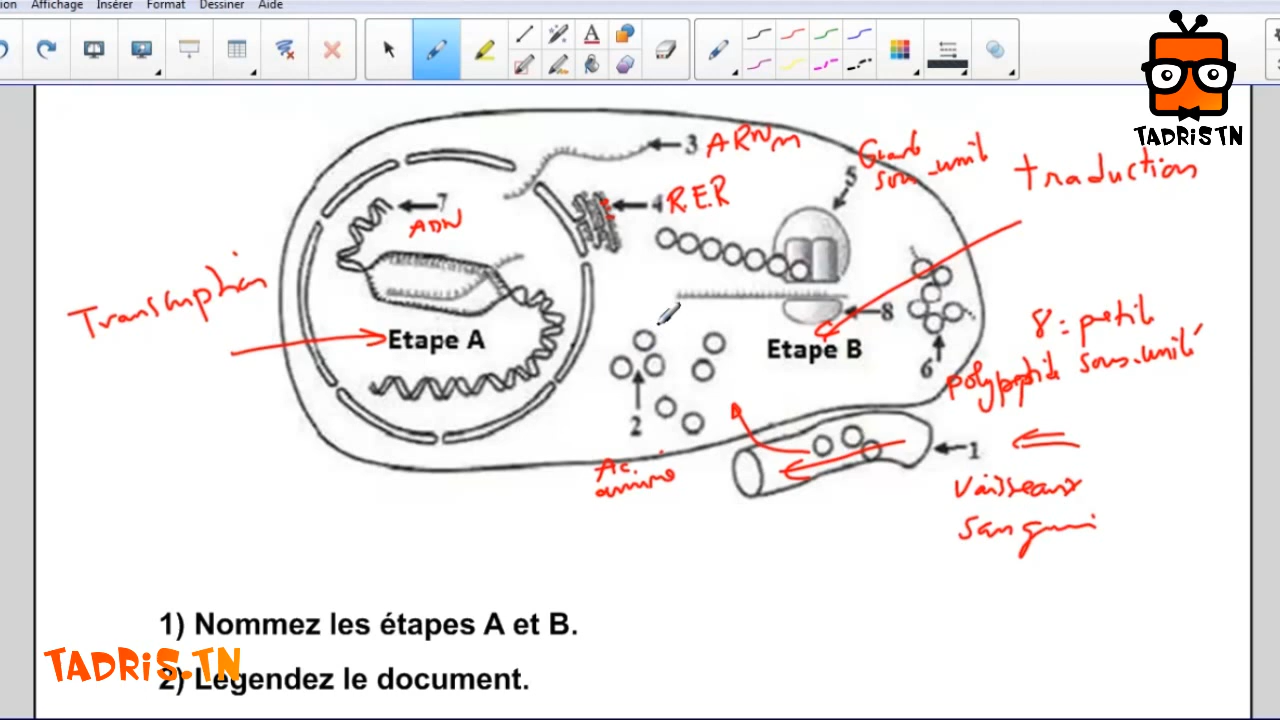 ion Affichage Insérer Format Dessiner Aide
TADRiSTN
3 ARNm
Grand
sous-unité
5
traduction
4 R.E.R
7
ADN
Transcription
Etape A
8
Etape B
8 : petite
sous-unité
6
polypeptide
2
1
Ac.
aminé
Vaisseaux
sanguin
1) Nommez les étapes A et B.
TADRiS.TN
2) Légendez le document.